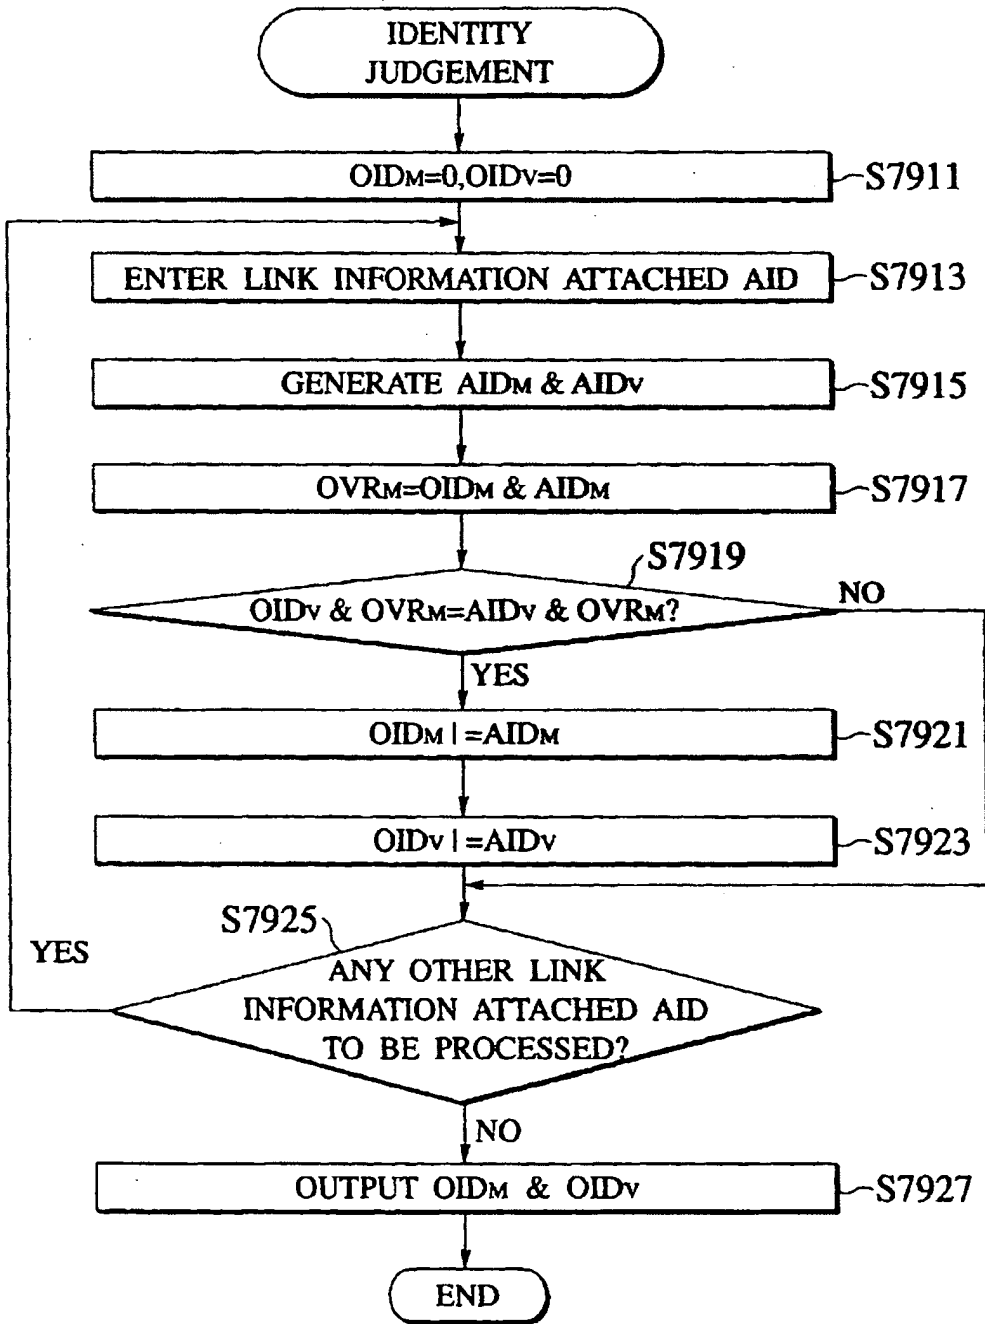 IDENTITY
JUDGEMENT
OIDM=0,OIDV=0
S7911
ENTER LINK INFORMATION ATTACHED AID
S7913
GENERATE AIDM & AIDV
S7915
OVRM=OIDM & AIDM
S7917
S7919
OIDV & OVRM=AIDV & OVRM?
NO
YES
OIDM |=AIDM
S7921
OIDV |=AIDV
S7923
S7925
YES
ANY OTHER LINK
INFORMATION ATTACHED AID
TO BE PROCESSED?
NO
OUTPUT OIDM & OIDV
S7927
END